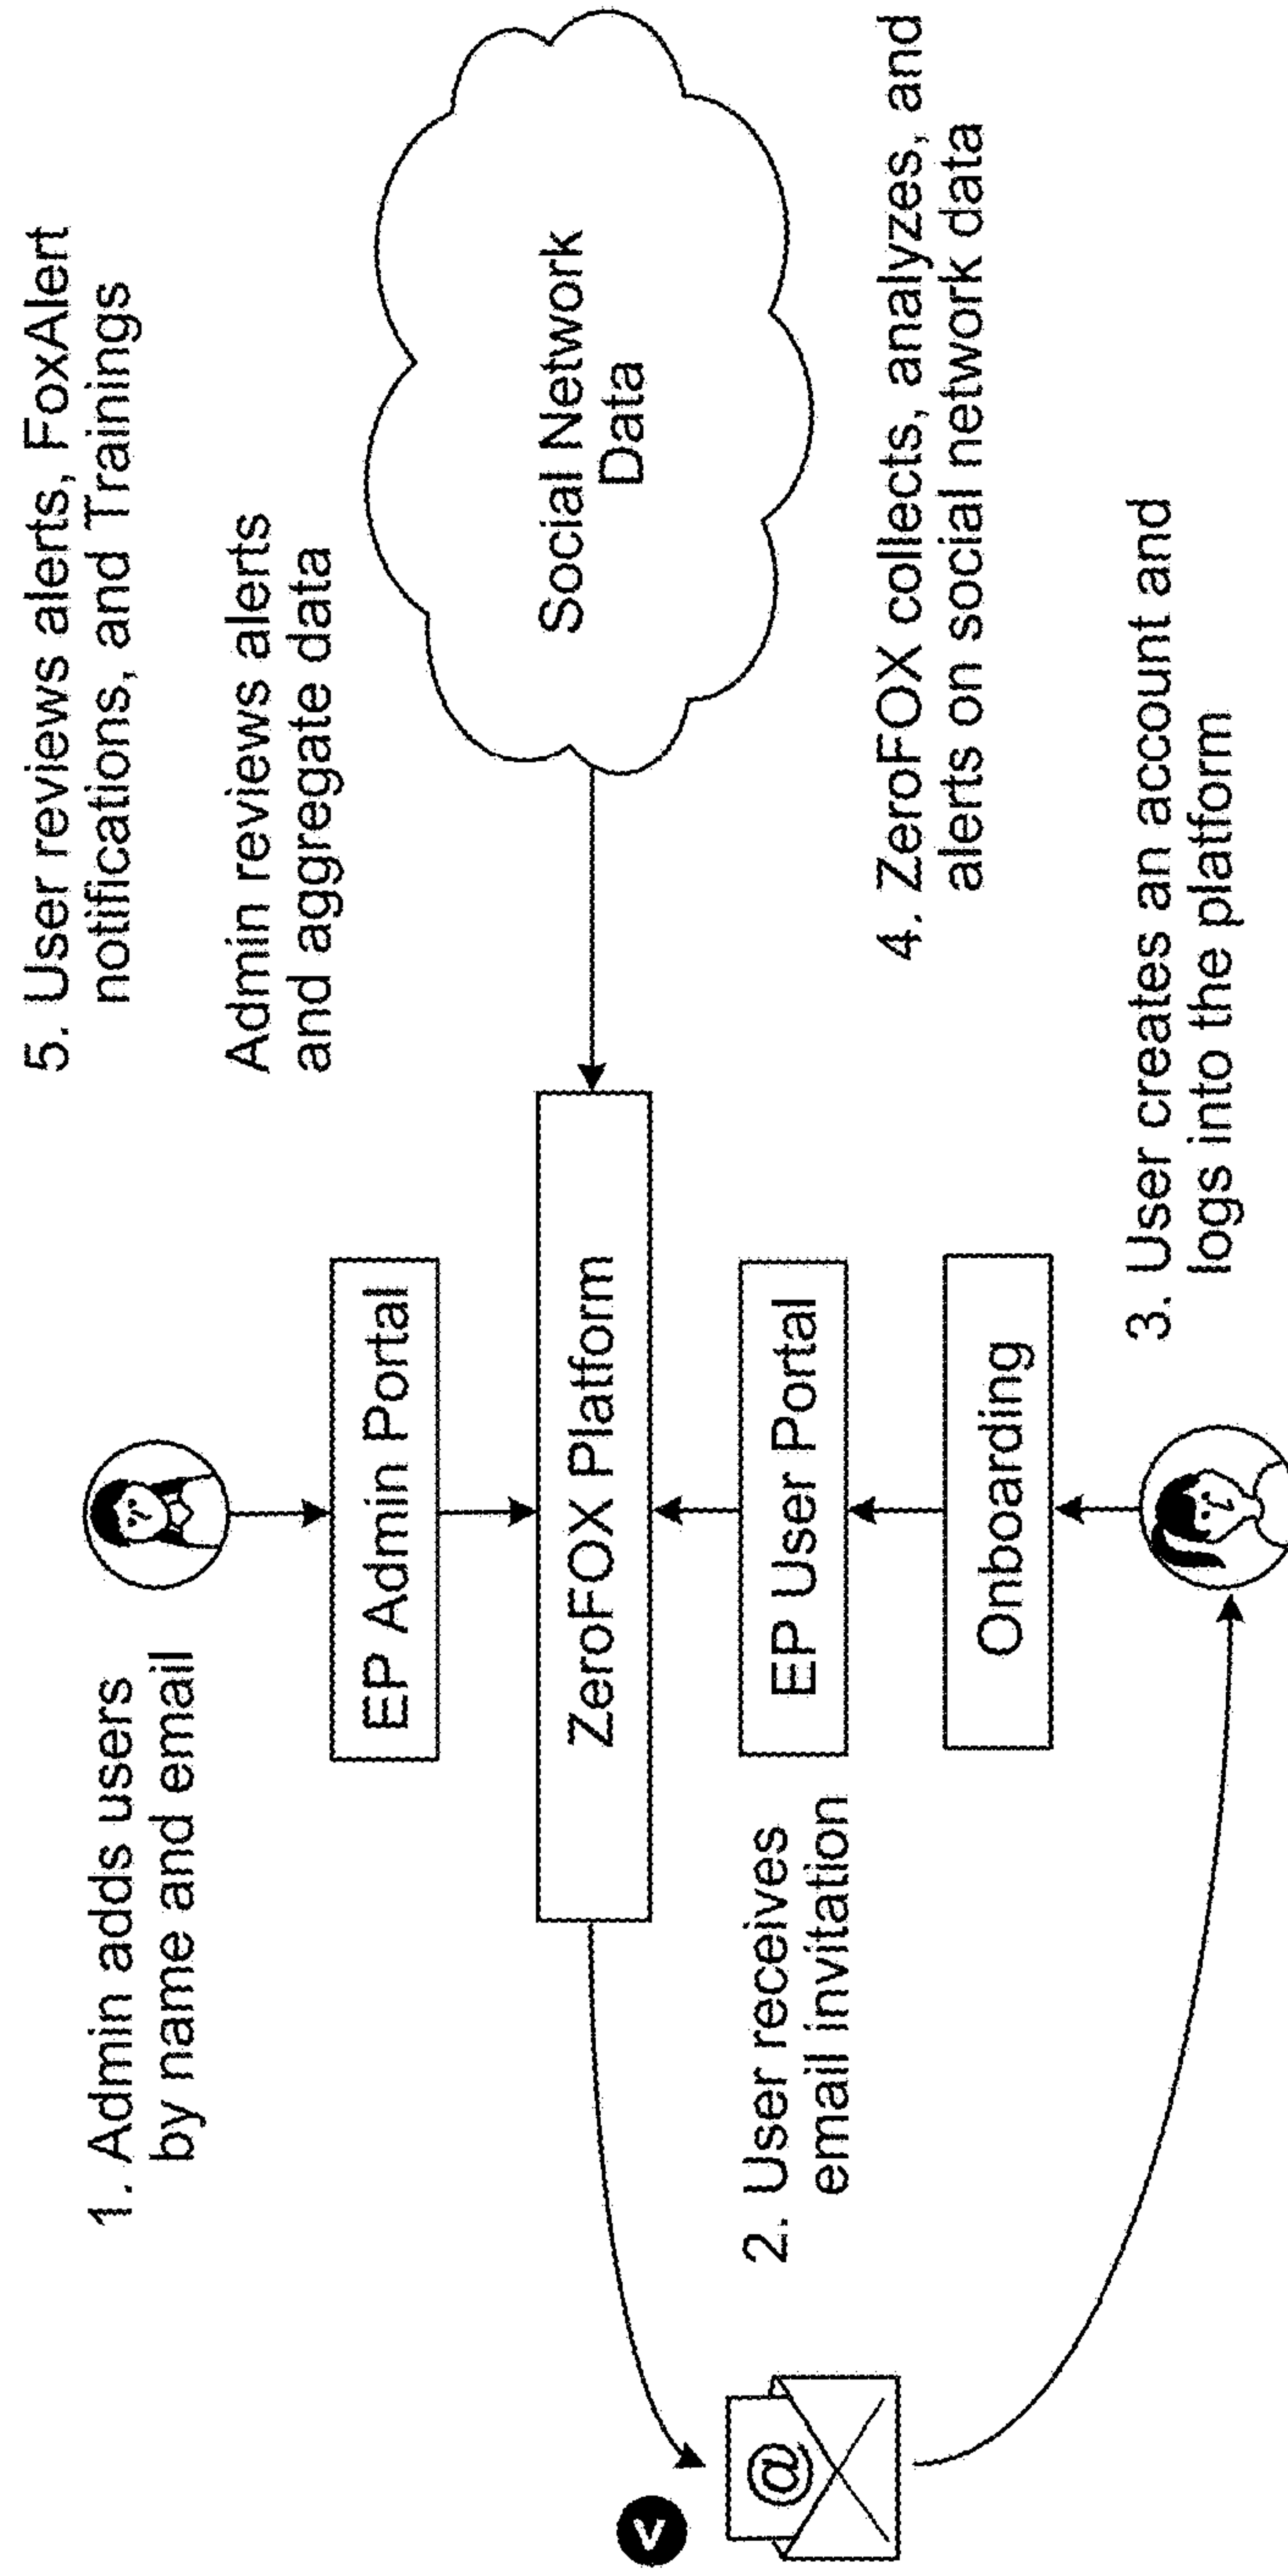 1. Admin adds users
by name and email
5. User reviews alerts, FoxAlert
notifications, and Trainings
Admin reviews alerts
and aggregate data
EP Admin Portal
ZeroFOX Platform
Social Network
Data
2. User receives
email invitation
EP User Portal
4. ZeroFOX collects, analyzes, and
alerts on social network data
Onboarding
3. User creates an account and
logs into the platform
@